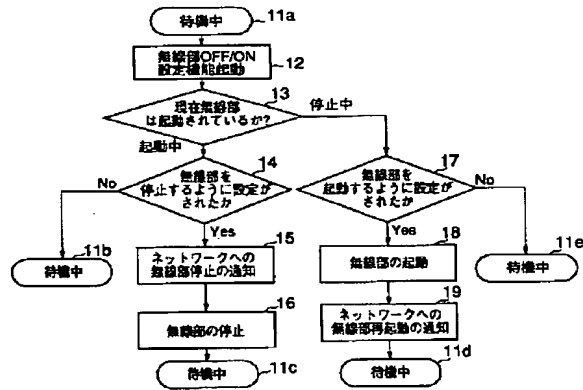 待機中
11a
無線部OFF/ON
設定機能起動
12
13
現在無線部
は起動されているか?
停止中
起動中
14
無線部を
停止するように設定が
されたか
No
Yes
17
無線部を
起動するように設定が
されたか
No
Yes
11b
待機中
15
ネットワークへの
無線部停止の通知
18
無線部の起動
11e
待機中
16
無線部の停止
19
ネットワークへの
無線部再起動の通知
待機中
11c
待機中
11d